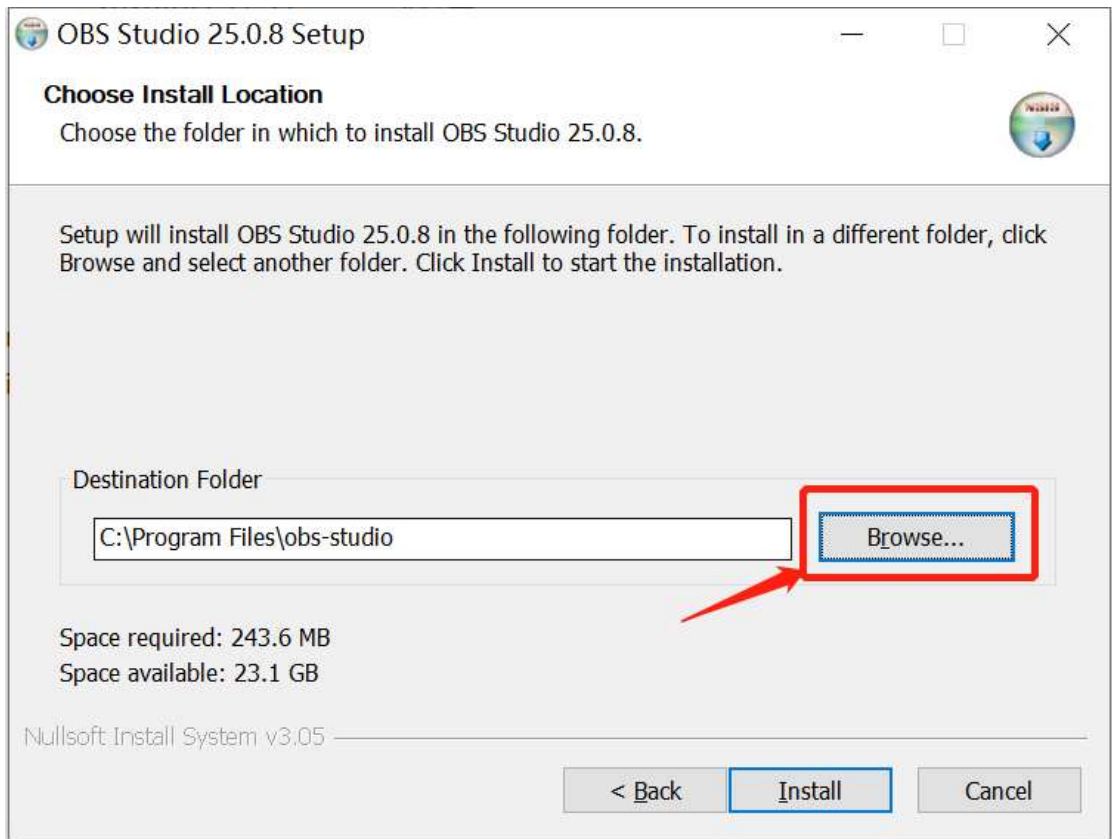 OBS Studio 25.0.8 Setup
Choose Install Location
Choose the folder in which to install OBS Studio 25.0.8.
NSIS
Setup will install OBS Studio 25.0.8 in the following folder. To install in a different folder, click
Browse and select another folder. Click Install to start the installation.
Destination Folder
C:\Program Files\obs-studio
Browse...
Space required: 243.6 MB
Space available: 23.1 GB
Nullsoft Install System v3.05
< Back
Install
Cancel